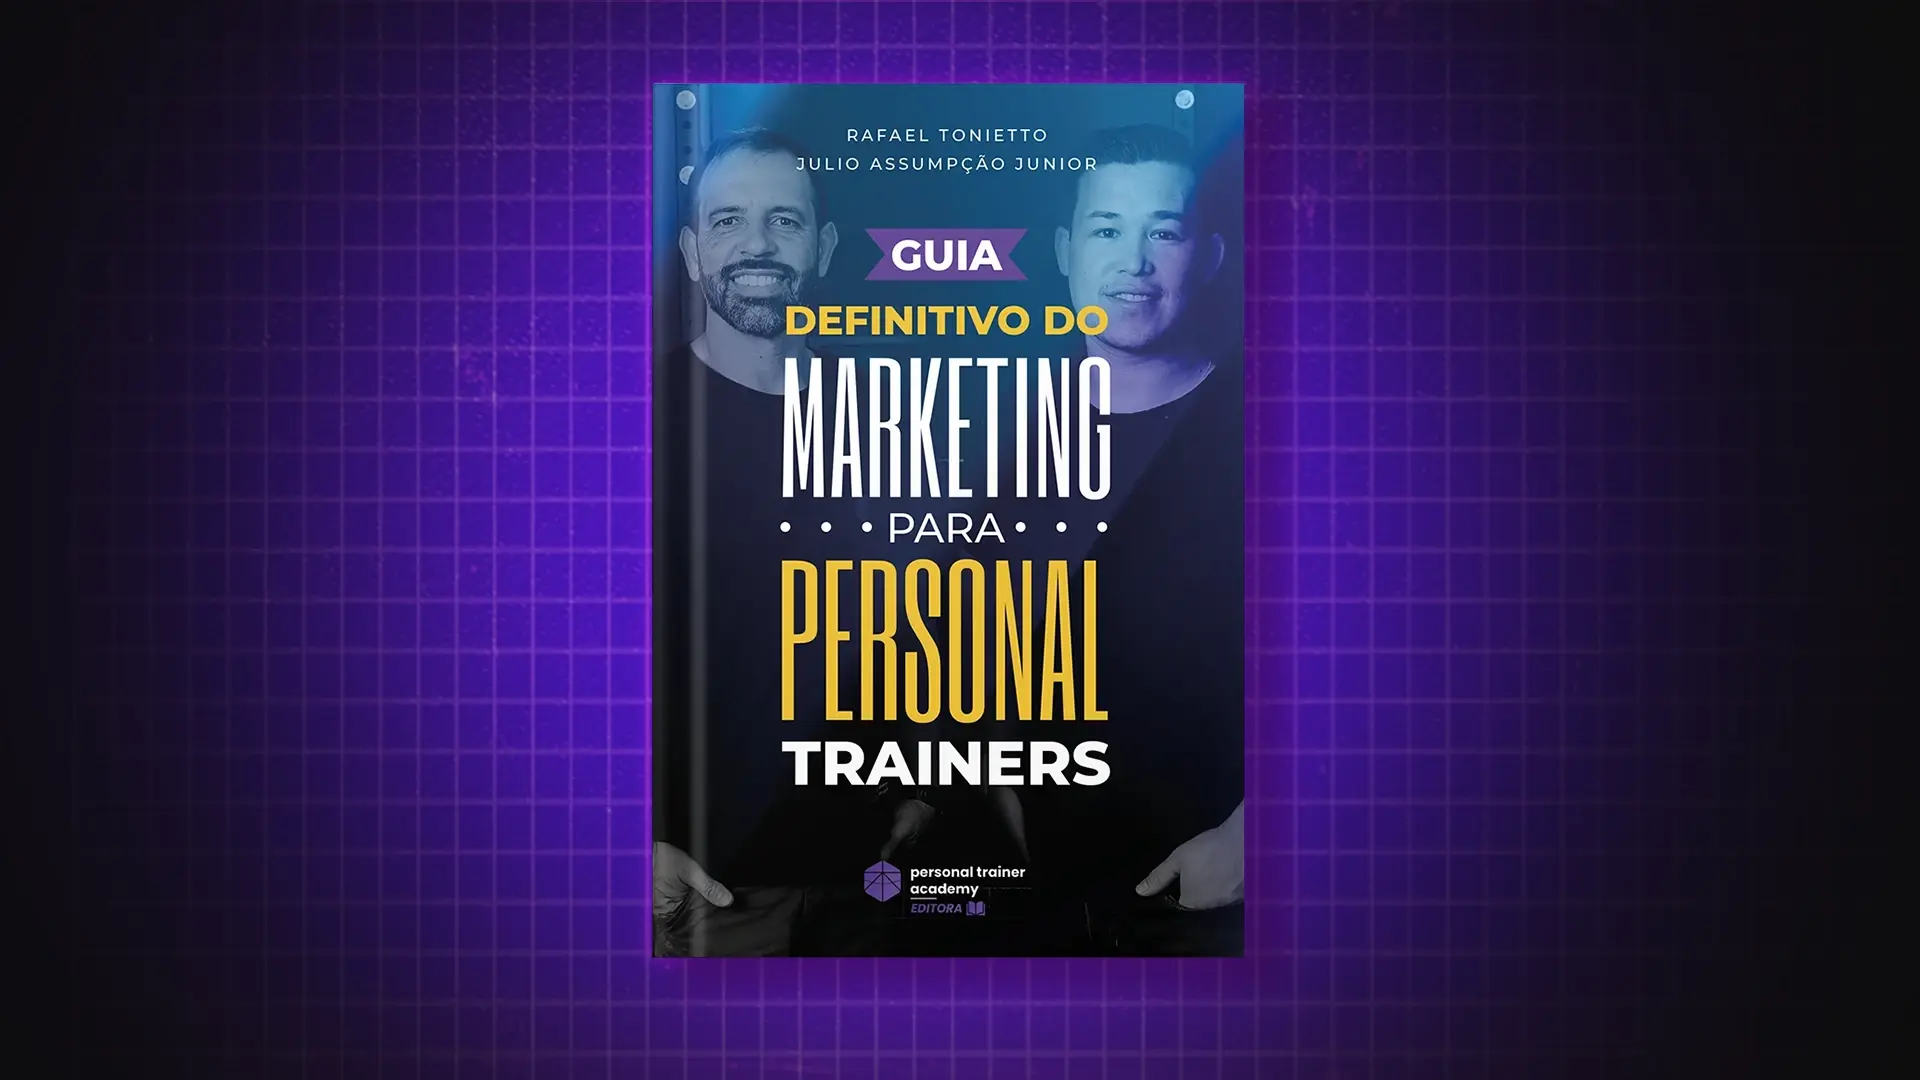 RAFAEL TONIETTO
JULIO ASSUMPÇÃO JUNIOR
GUIA
DEFINITIVO DO
MARKETING
PARA
PERSONAL
TRAINERS
personal trainer
academy
EDITORA